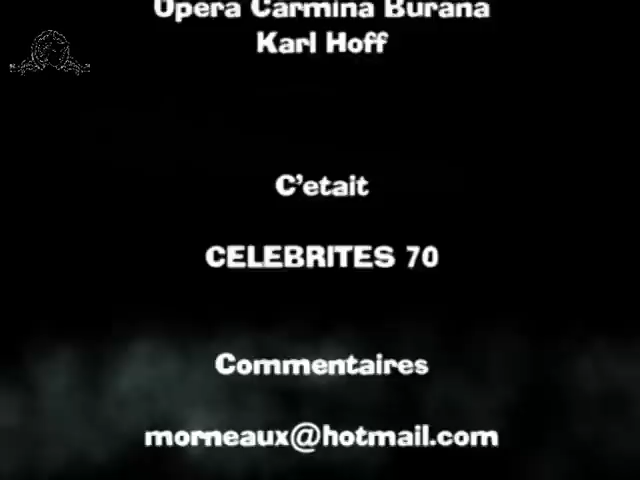 Opera Carmina Burana
Karl Hoff
C'etait
CELEBRITES 70
Commentaires
morneaux@hotmail.com